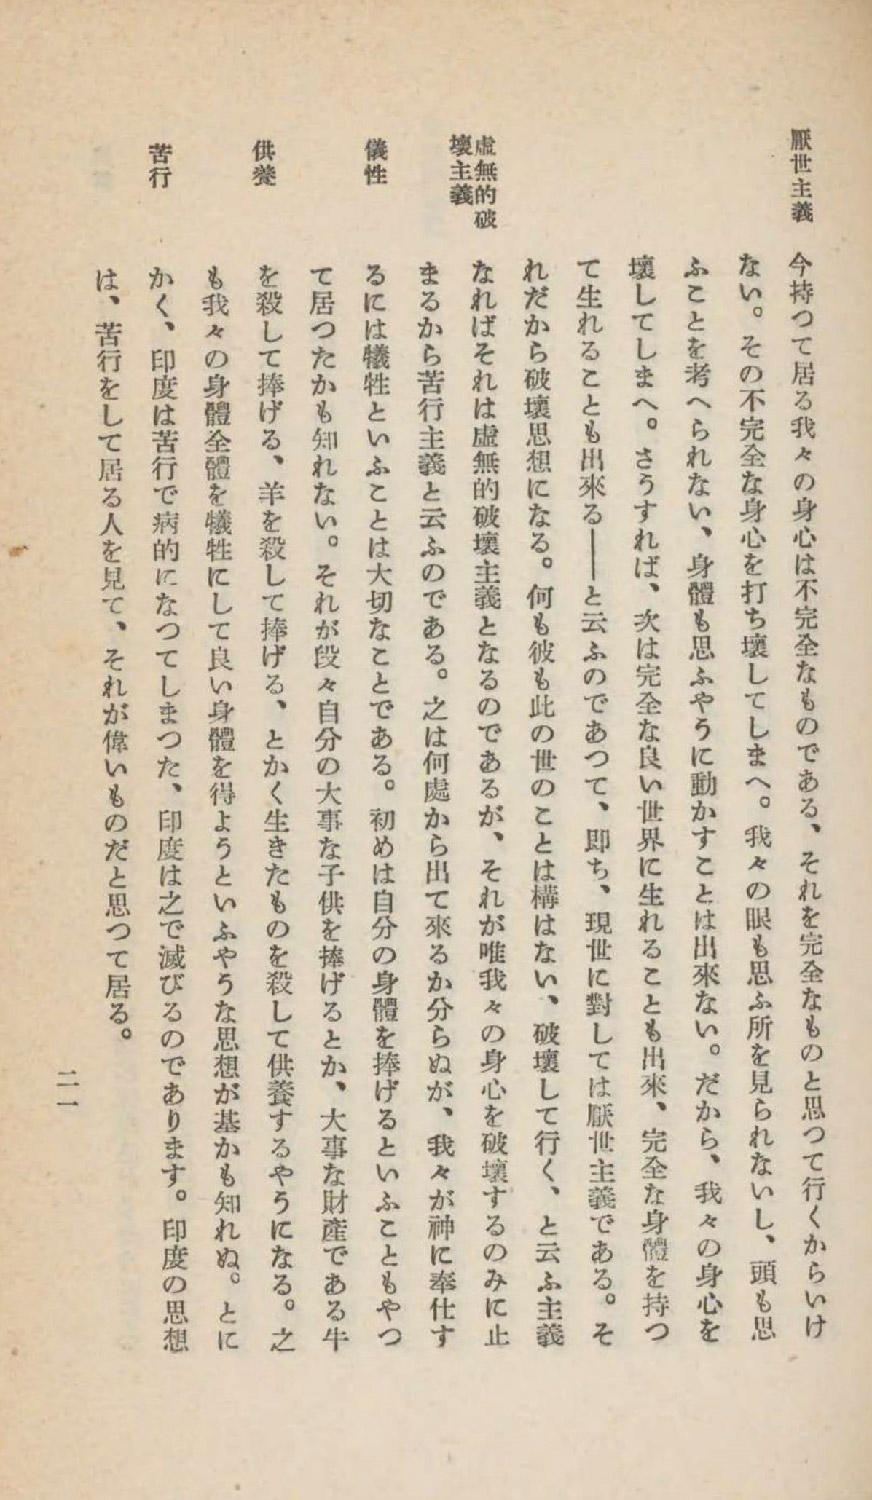 厭世主義
今持つて居る我々の身心は不完全なものである、それを完全なものと思つて行くからいけ
ない。その不完全な身心を打ち壞してしまへ。我々の眼も思ふ所を見られないし、頭も思
ふことを考へられない、身體も思ふやうに動かすことは出來ない。だから、我々の身心を
壞してしまへ。さうすれば、次は完全な良い世界に生れることも出來、完全な身體を持つ
て生れることも出來る――と云ふのであつて、卽ち、現世に對しては厭世主義である。そ
れだから破壞思想になる。何も彼も此の世のことは構はない、破壞して行く、と云ふ主義
虛無的破
壞主義
なればそれは虛無的破壞主義となるのであるが、それが唯我々の身心を破壞するのみに止
まるから苦行主義と云ふのである。之は何處から出て來るか分らぬが、我々が神に奉仕す
儀性
るには犧牲といふことは大切なことである。初めは自分の身體を捧げるといふこともやつ
て居つたかも知れない。それが段々自分の大事な子供を捧げるとか、大事な財產である牛
供養
を殺して捧げる、羊を殺して捧げる、とかく生きたものを殺して供養するやうになる。之
も我々の身體全體を犧牲にして良い身體を得ようといふやうな思想が基かも知れぬ。とに
苦行
かく、印度は苦行で病的になつてしまつた、印度は之で滅びるのであります。印度の思想
は、苦行をして居る人を見て、それが偉いものだと思つて居る。
二一